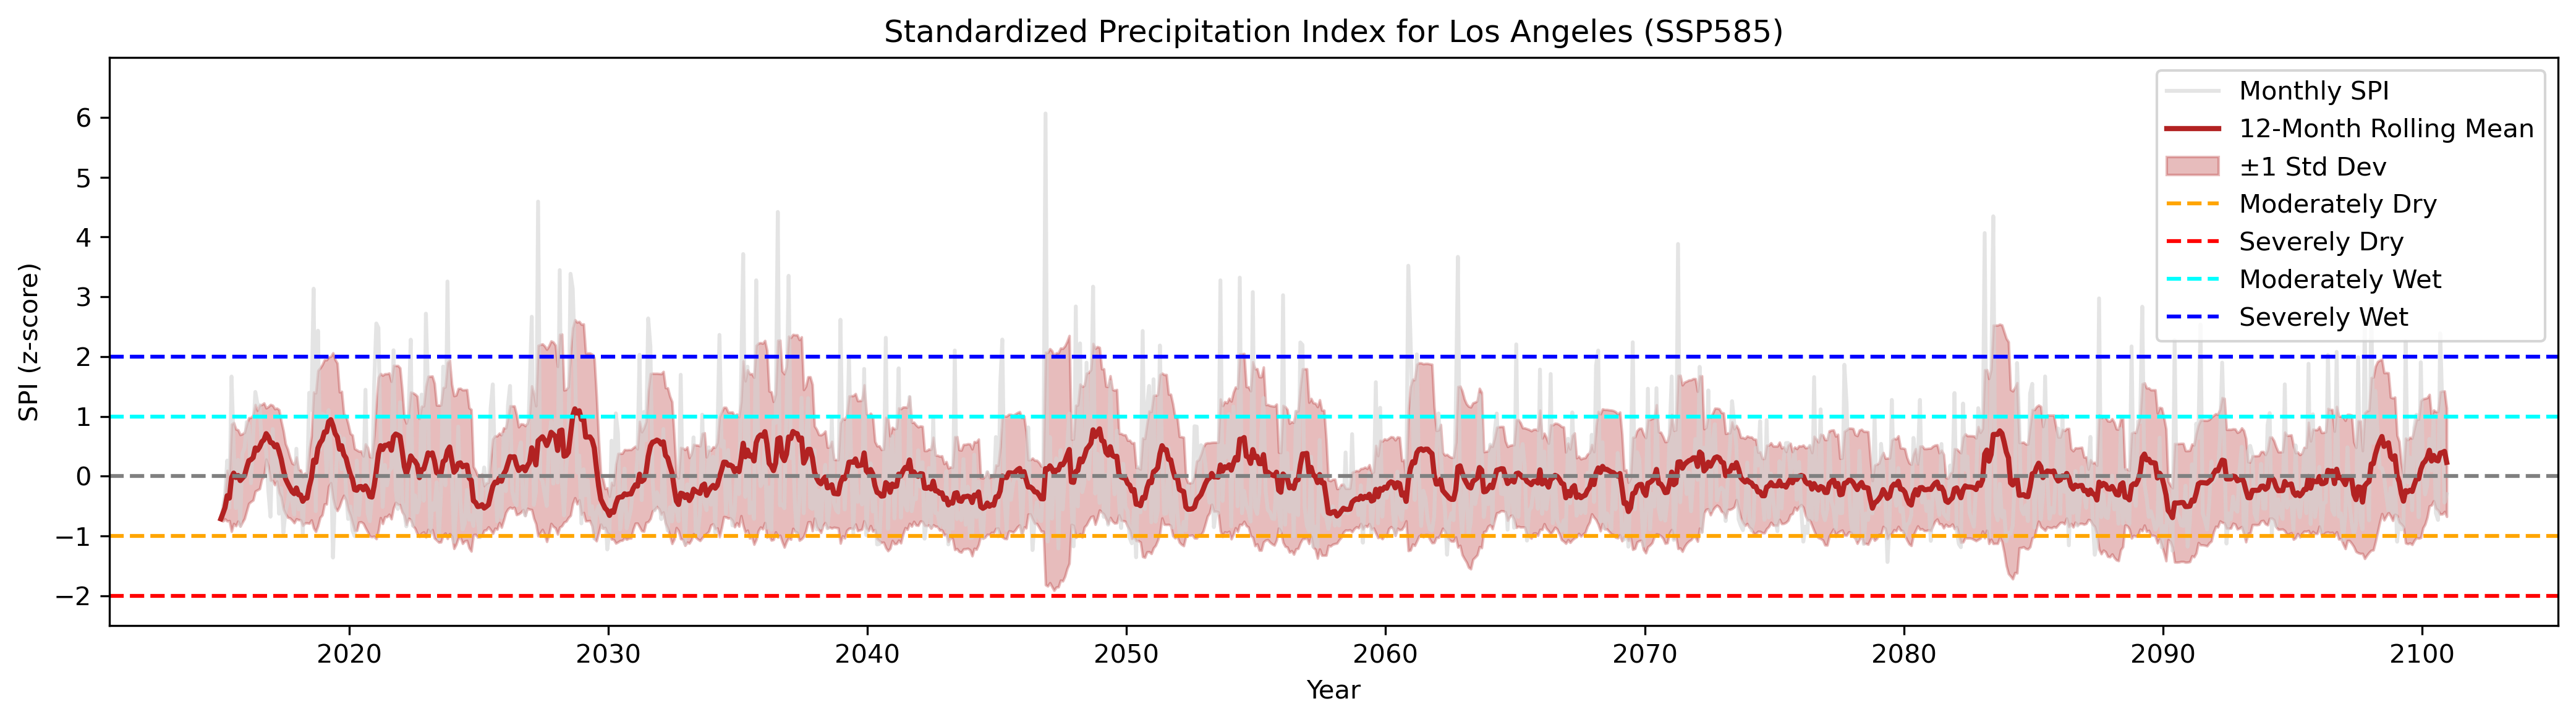 Standardized Precipitation Index for Los Angeles (SSP585)
Monthly SPI
12-Month Rolling Mean
±1 Std Dev
Moderately Dry
Severely Dry
Moderately Wet
Severely Wet
SPI (z-score)
6
5
4
3
2
1
0
−1
−2
2020 2030 2040 2050 2060 2070 2080 2090 2100
Year